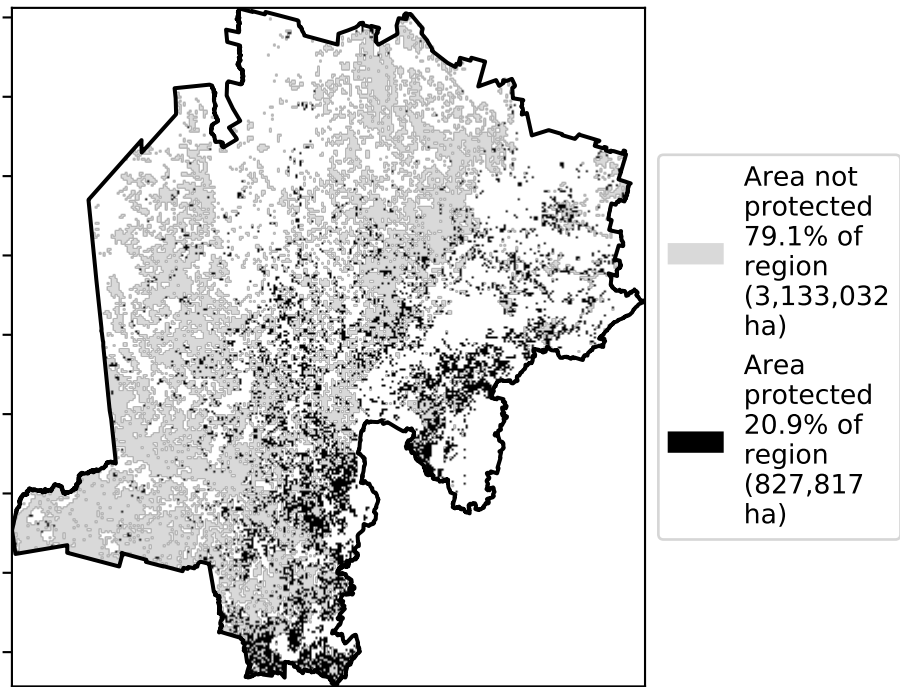 Area not
protected
79.1% of
region
(3,133,032
ha)
Area
protected
20.9% of
region
(827,817
ha)